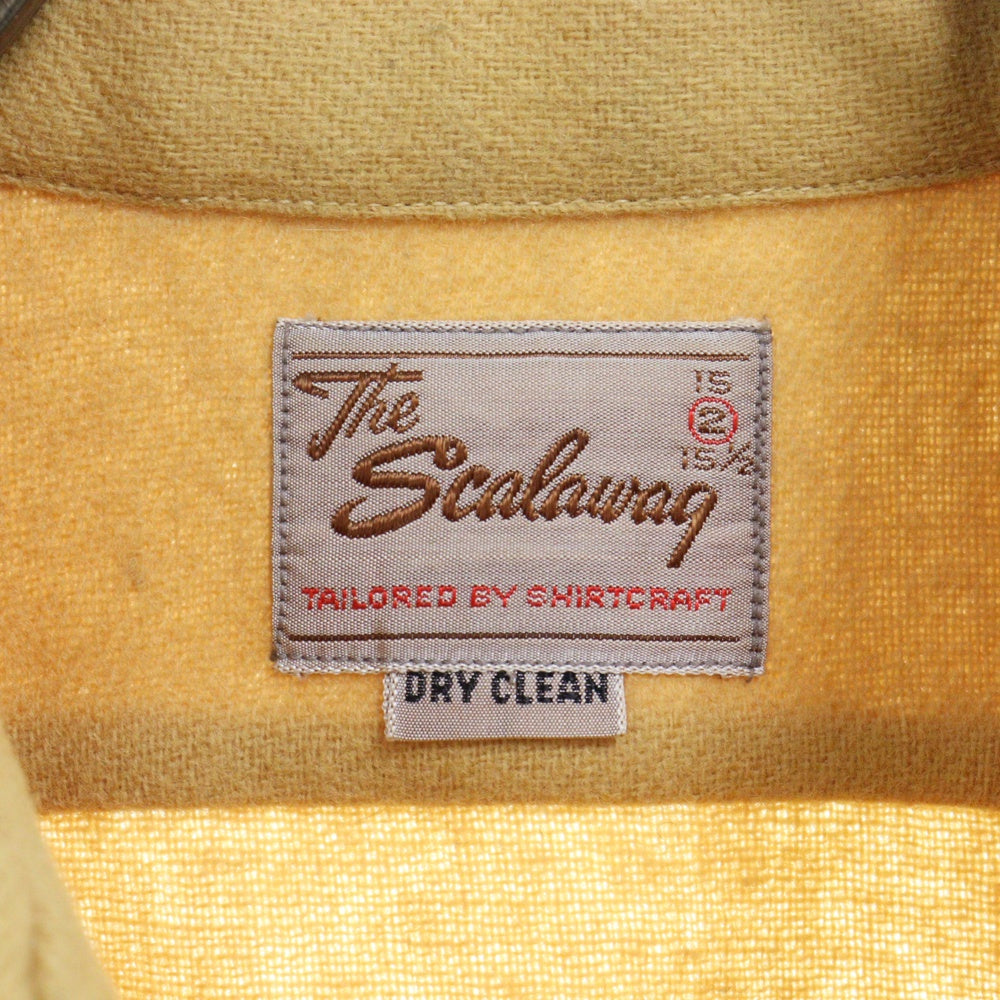 The
Scalawag
15
2
15½
TAILORED BY SHIRTCRAFT
DRY CLEAN